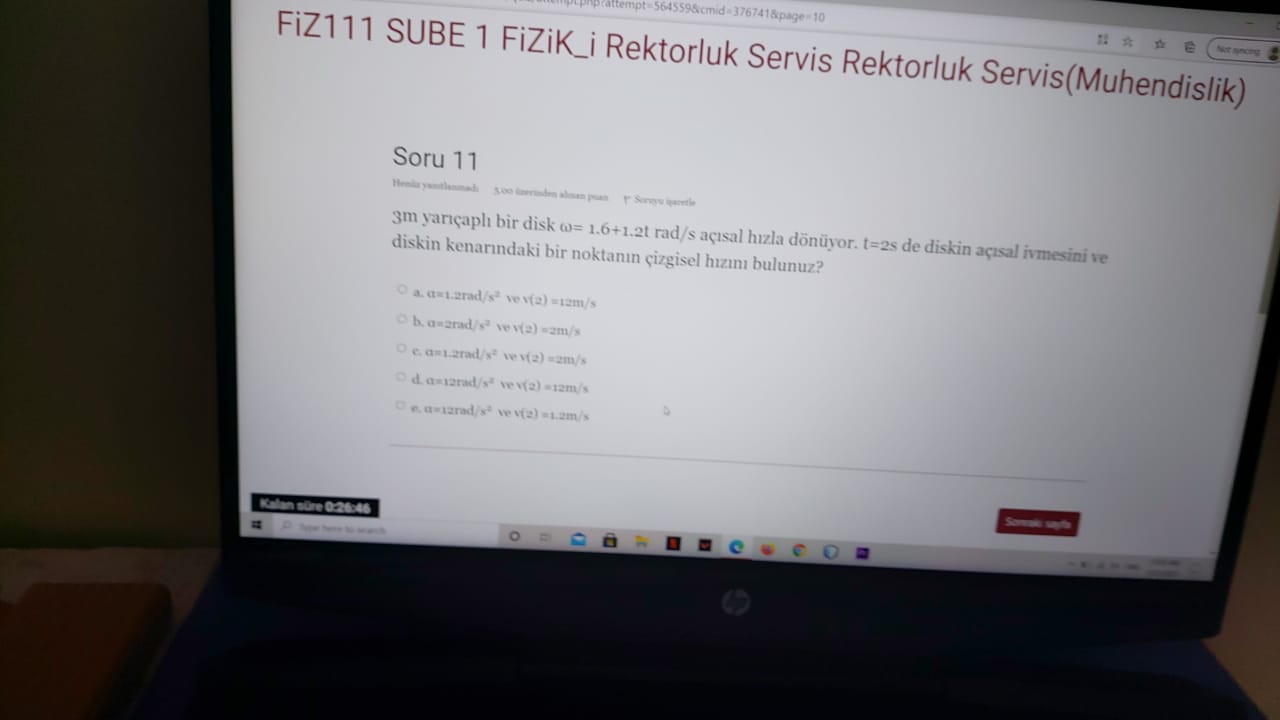 attempt.php?attempt=564559&cmid=376741&page=10
Not syncing
FiZ111 SUBE 1 FiZiK_i Rektorluk Servis Rektorluk Servis(Muhendislik)
Soru 11
Henüz yanıtlanmadı 5,00 üzerinden alınan puan Soruyu işaretle
3m yarıçaplı bir disk ω= 1.6+1.2t rad/s açısal hızla dönüyor. t=2s de diskin açısal ivmesini ve
diskin kenarındaki bir noktanın çizgisel hızını bulunuz?
a. α=1.2rad/s² ve v(2) =12m/s
b. α=2rad/s² ve v(2) =2m/s
c. α=1.2rad/s² ve v(2) =2m/s
d. α=12rad/s² ve v(2) =12m/s
e. α=12rad/s² ve v(2) =1.2m/s
Kalan süre 0:26:46
Sonraki sayfa
Type here to search
hp